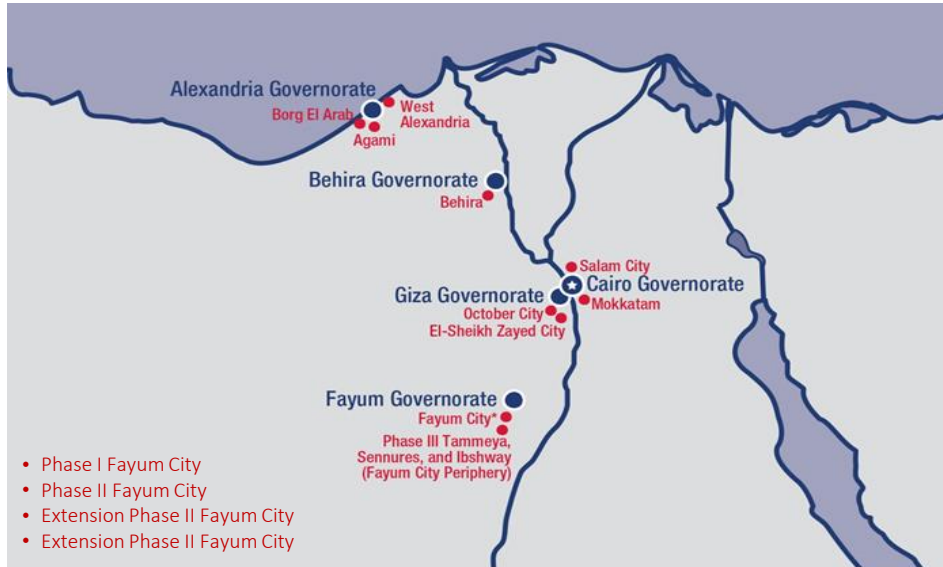 Alexandria Governorate
Borg El Arab
West
Alexandria
Agami
Behira Governorate
Behira
Salam City
Cairo Governorate
Giza Governorate
Mokkatam
October City
El-Sheikh Zayed City
Fayum Governorate
Fayum City*
Phase III Tammeya,
Sennures, and Ibshway
(Fayum City Periphery)
• Phase I Fayum City
• Phase II Fayum City
• Extension Phase II Fayum City
• Extension Phase II Fayum City